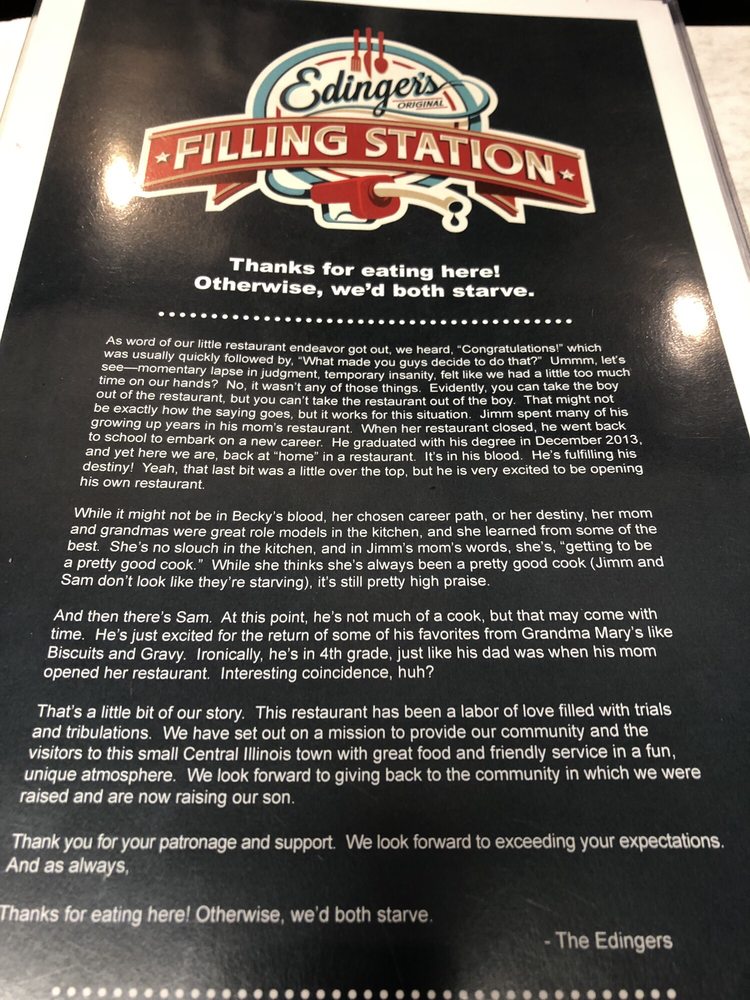 Edinger's
ORIGINAL
FILLING STATION
Thanks for eating here!
Otherwise, we'd both starve.
As word of our little restaurant endeavor got out, we heard, "Congratulations!" which
was usually quickly followed by, "What made you guys decide to do that?" Ummm, let's
see—momentary lapse in judgment, temporary insanity, felt like we had a little too much
time on our hands? No, it wasn't any of those things. Evidently, you can take the boy
out of the restaurant, but you can't take the restaurant out of the boy. That might not
be exactly how the saying goes, but it works for this situation. Jimm spent many of his
growing up years in his mom's restaurant. When her restaurant closed, he went back
to school to embark on a new career. He graduated with his degree in December 2013,
and yet here we are, back at "home" in a restaurant. It's in his blood. He's fulfilling his
destiny! Yeah, that last bit was a little over the top, but he is very excited to be opening
his own restaurant.
While it might not be in Becky's blood, her chosen career path, or her destiny, her mom
and grandmas were great role models in the kitchen, and she learned from some of the
best. She's no slouch in the kitchen, and in Jimm's mom's words, she's, "getting to be
a pretty good cook." While she thinks she's always been a pretty good cook (Jimm and
Sam don't look like they're starving), it's still pretty high praise.
And then there's Sam. At this point, he's not much of a cook, but that may come with
time. He's just excited for the return of some of his favorites from Grandma Mary's like
Biscuits and Gravy. Ironically, he's in 4th grade, just like his dad was when his mom
opened her restaurant. Interesting coincidence, huh?
That's a little bit of our story. This restaurant has been a labor of love filled with trials
and tribulations. We have set out on a mission to provide our community and the
visitors to this small Central Illinois town with great food and friendly service in a fun,
unique atmosphere. We look forward to giving back to the community in which we were
raised and are now raising our son.
Thank you for your patronage and support. We look forward to exceeding your expectations.
And as always,
Thanks for eating here! Otherwise, we'd both starve.
- The Edingers